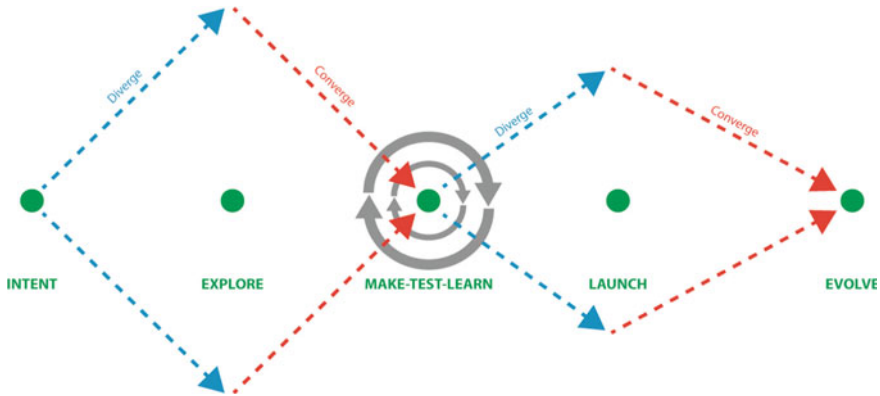 Diverge
Converge
Diverge
Converge
INTENT
EXPLORE
MAKE-TEST-LEARN
LAUNCH
EVOLVE